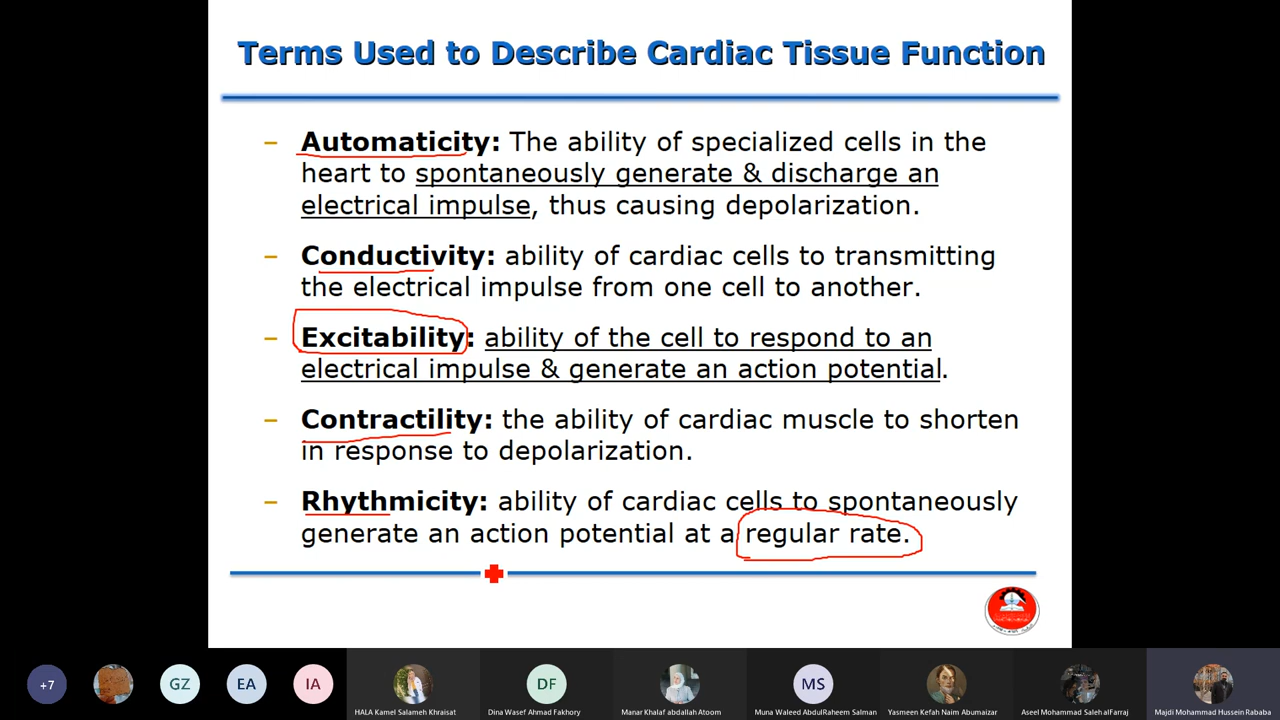 Terms Used to Describe Cardiac Tissue Function
– Automaticity: The ability of specialized cells in the
heart to spontaneously generate & discharge an
electrical impulse, thus causing depolarization.
– Conductivity: ability of cardiac cells to transmitting
the electrical impulse from one cell to another.
– Excitability: ability of the cell to respond to an
electrical impulse & generate an action potential.
– Contractility: the ability of cardiac muscle to shorten
in response to depolarization.
– Rhythmicity: ability of cardiac cells to spontaneously
generate an action potential at a regular rate.
+7
GZ
EA
IA
DF
MS
HALA Kamel Salameh Khraisat
Dina Wasef Ahmad Fakhory
Manar Khalaf abdallah Atoom
Muna Waleed AbdulRaheem Salman
Yasmeen Kefah Naim Abumaizar
Aseel Mohammad Saleh alFarraj
Majdi Mohammad Hussein Rababa